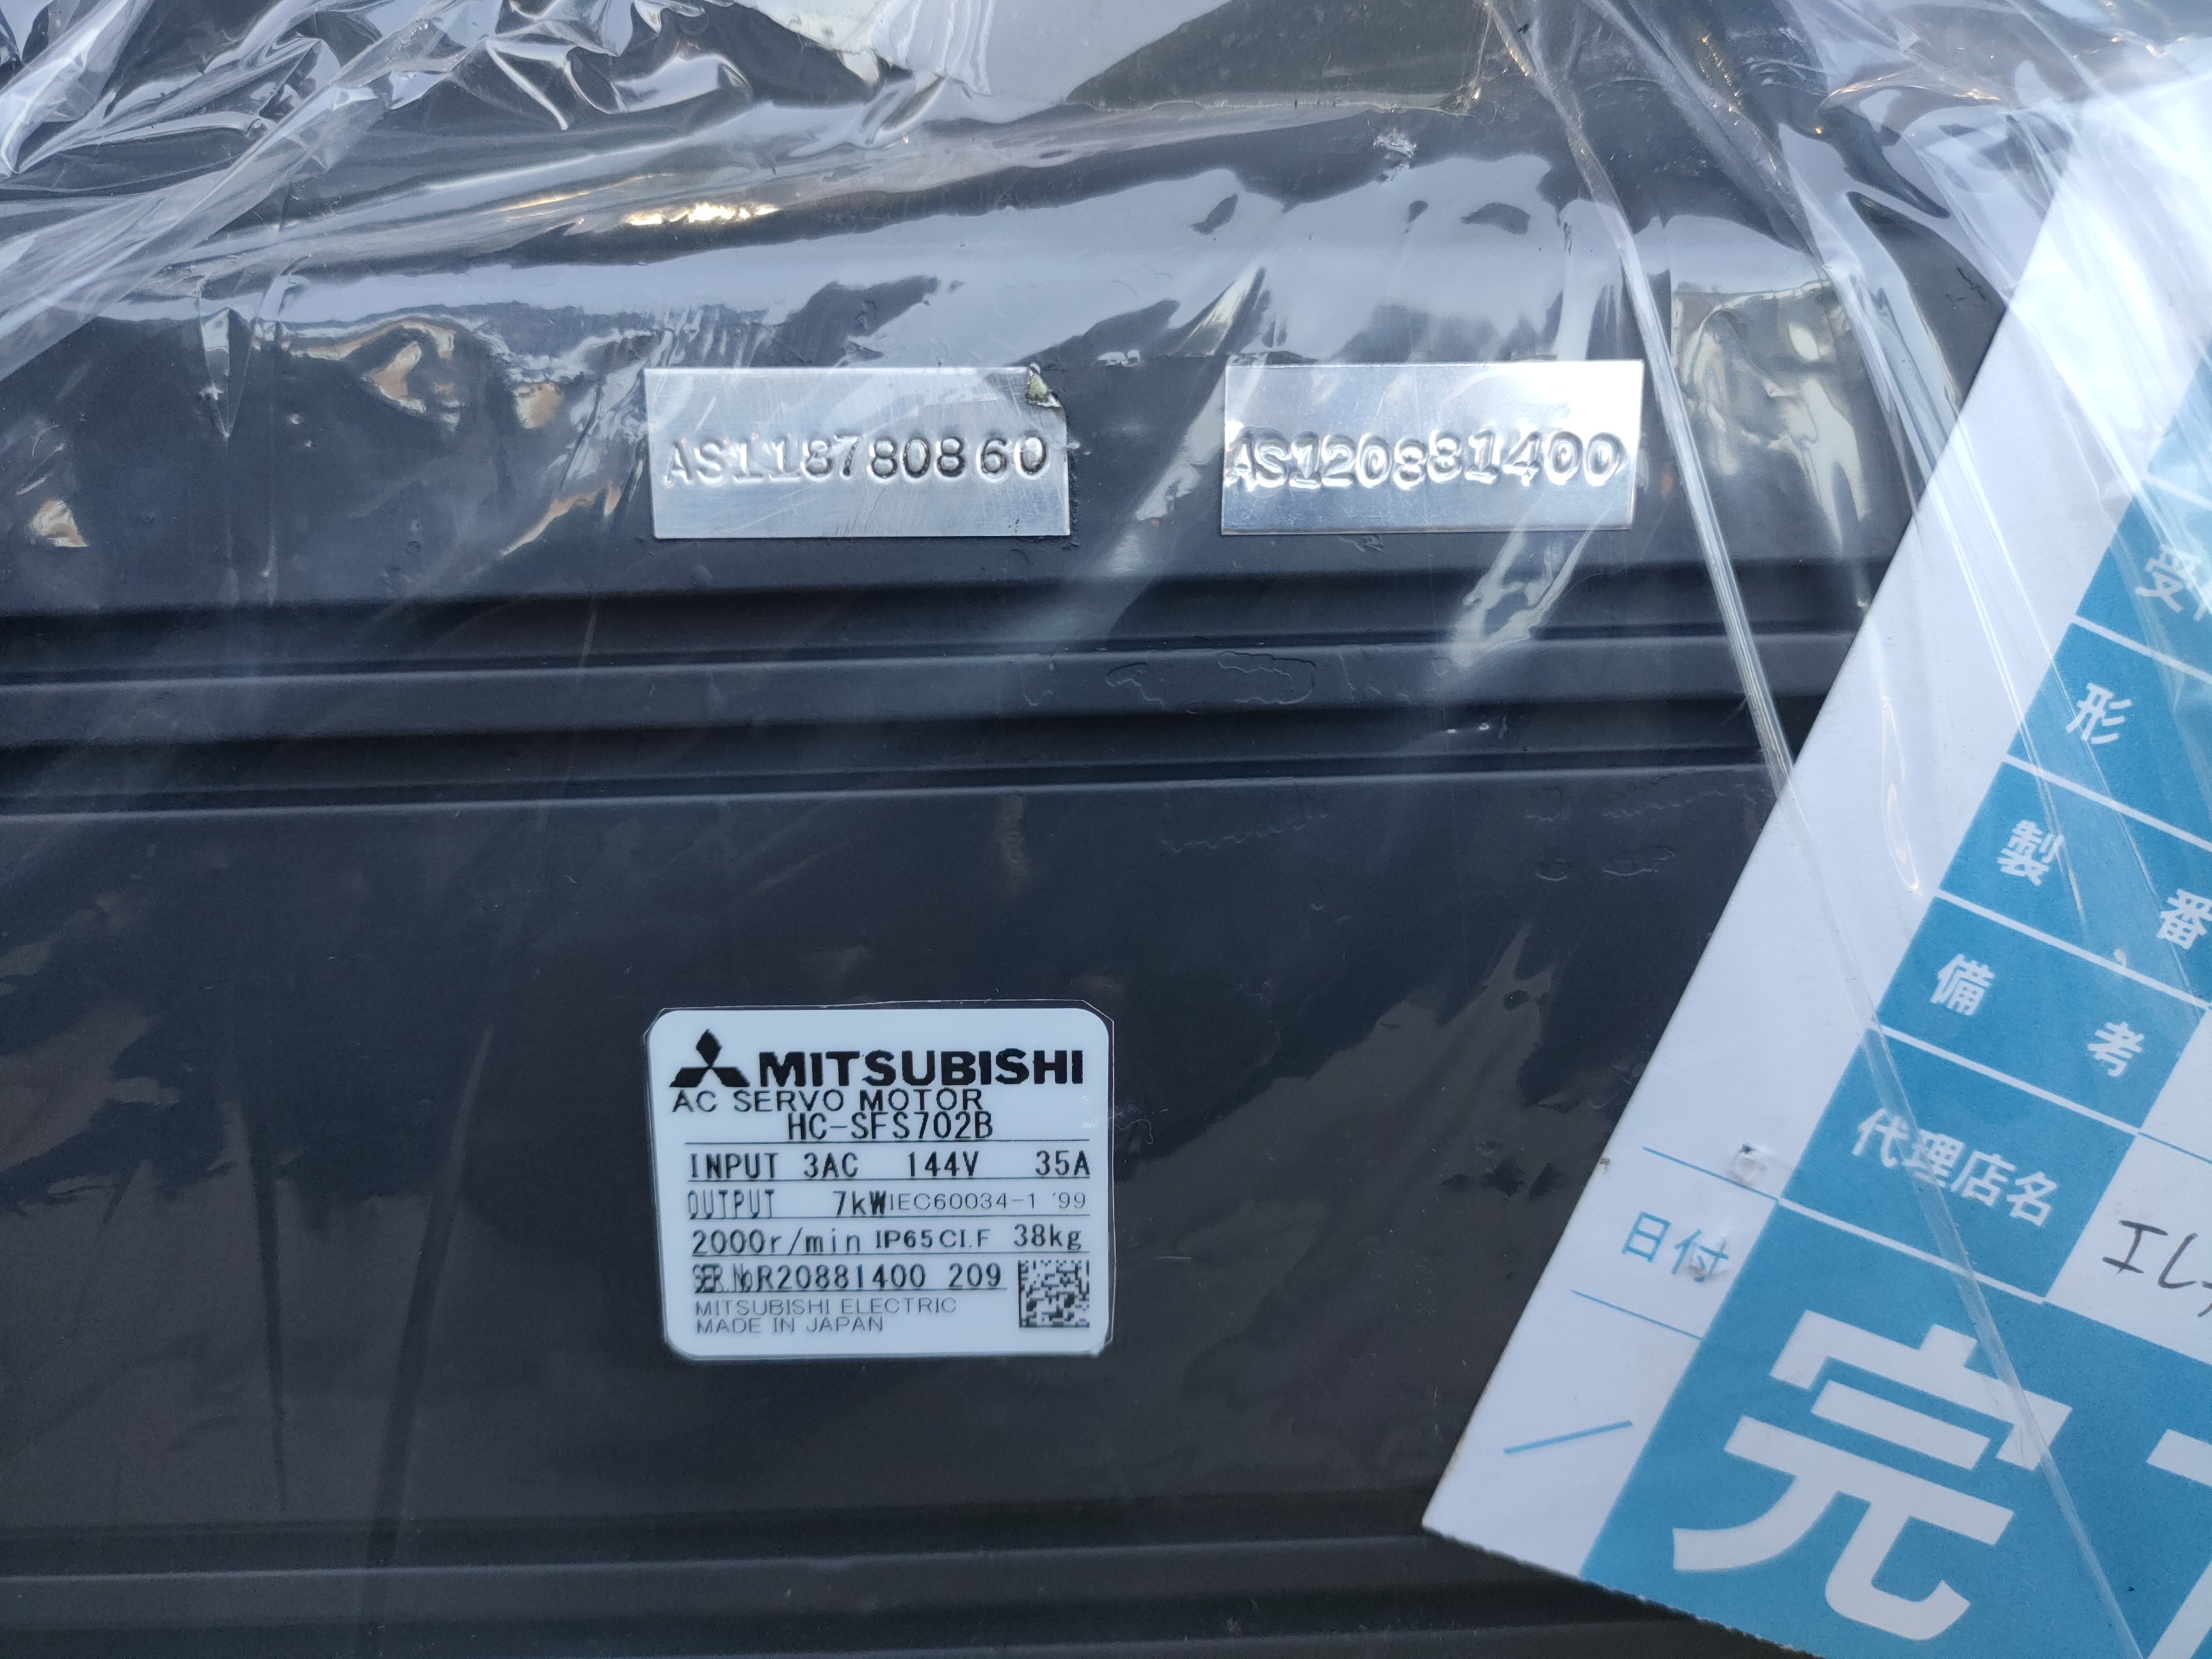 AS118780860
AS120881400
MITSUBISHI
AC SERVO MOTOR
HC-SFS702B
INPUT 3AC 144V 35A
OUTPUT 7kW IEC60034-1 '99
2000r/min IP65 CI.F 38kg
SER.No R20881400 209
MITSUBISHI ELECTRIC
MADE IN JAPAN
受
形
製 番
備 考
代理店名
エレ
日付
完